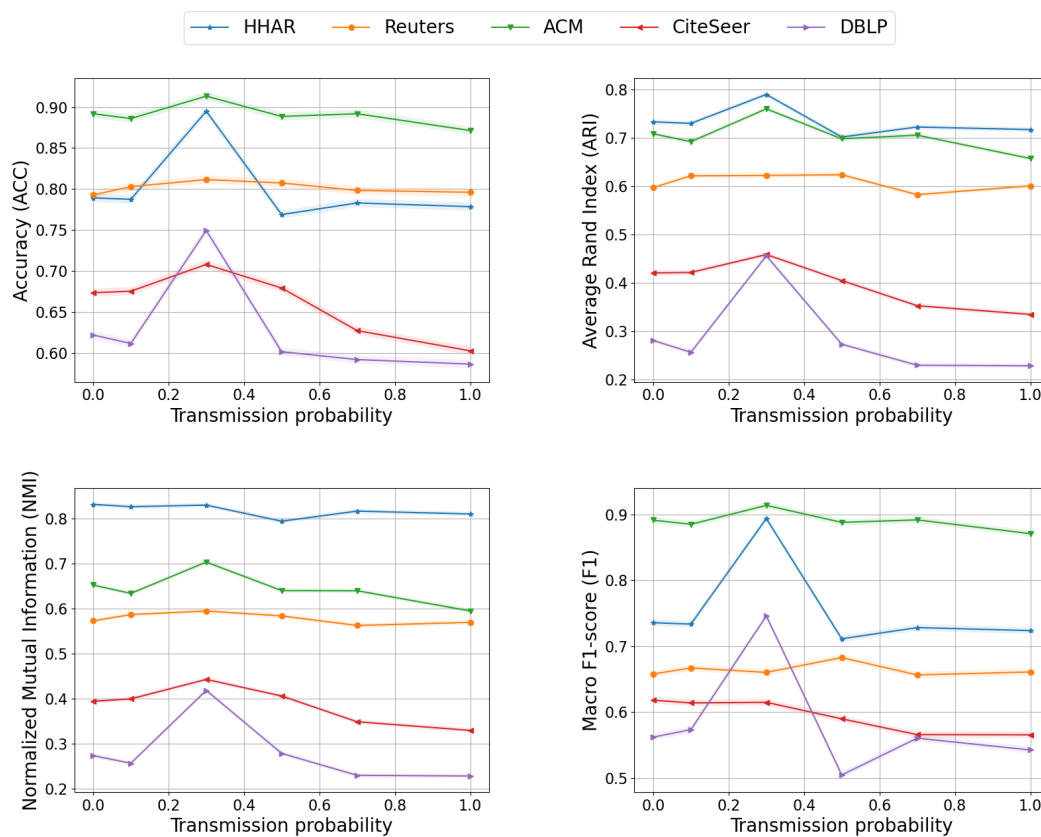 HHAR Reuters ACM CiteSeer DBLP
Accuracy (ACC)
0.90
0.85
0.80
0.75
0.70
0.65
0.60
0.0 0.2 0.4 0.6 0.8 1.0
Transmission probability
Average Rand Index (ARI)
0.8
0.7
0.6
0.5
0.4
0.3
0.2
0.0 0.2 0.4 0.6 0.8 1.0
Transmission probability
Normalized Mutual Information (NMI)
0.8
0.7
0.6
0.5
0.4
0.3
0.2
0.0 0.2 0.4 0.6 0.8 1.0
Transmission probability
Macro F1-score (F1)
0.9
0.8
0.7
0.6
0.5
0.0 0.2 0.4 0.6 0.8 1.0
Transmission probability